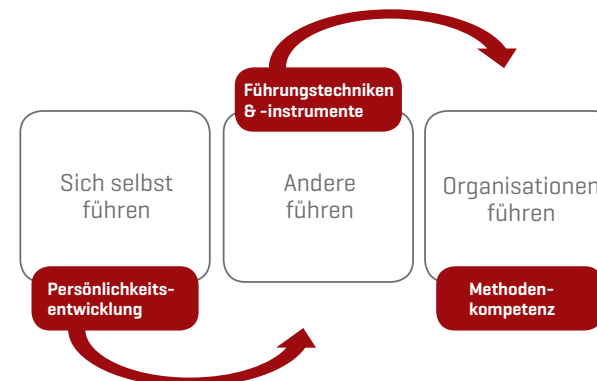 Führungstechniken
& -instrumente
Sich selbst
führen
Andere
führen
Organisationen
führen
Persönlichkeits-
entwicklung
Methoden-
kompetenz